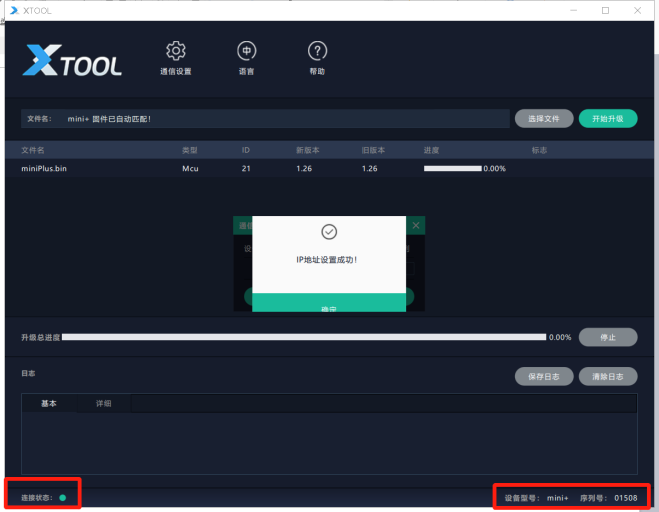 XTOOL
XTOOL
通信设置
语言
帮助
文件名： mini+ 固件已自动匹配！
选择文件
开始升级
文件名 类型 ID 新版本 旧版本 进度 标志
miniPlus.bin Mcu 21 1.26 1.26 0.00%
通信
设
IP地址设置成功！
确定
升级总进度 0.00%
停止
日志
保存日志
清除日志
基本 详细
连接状态：
设备型号： mini+ 序列号： 01508